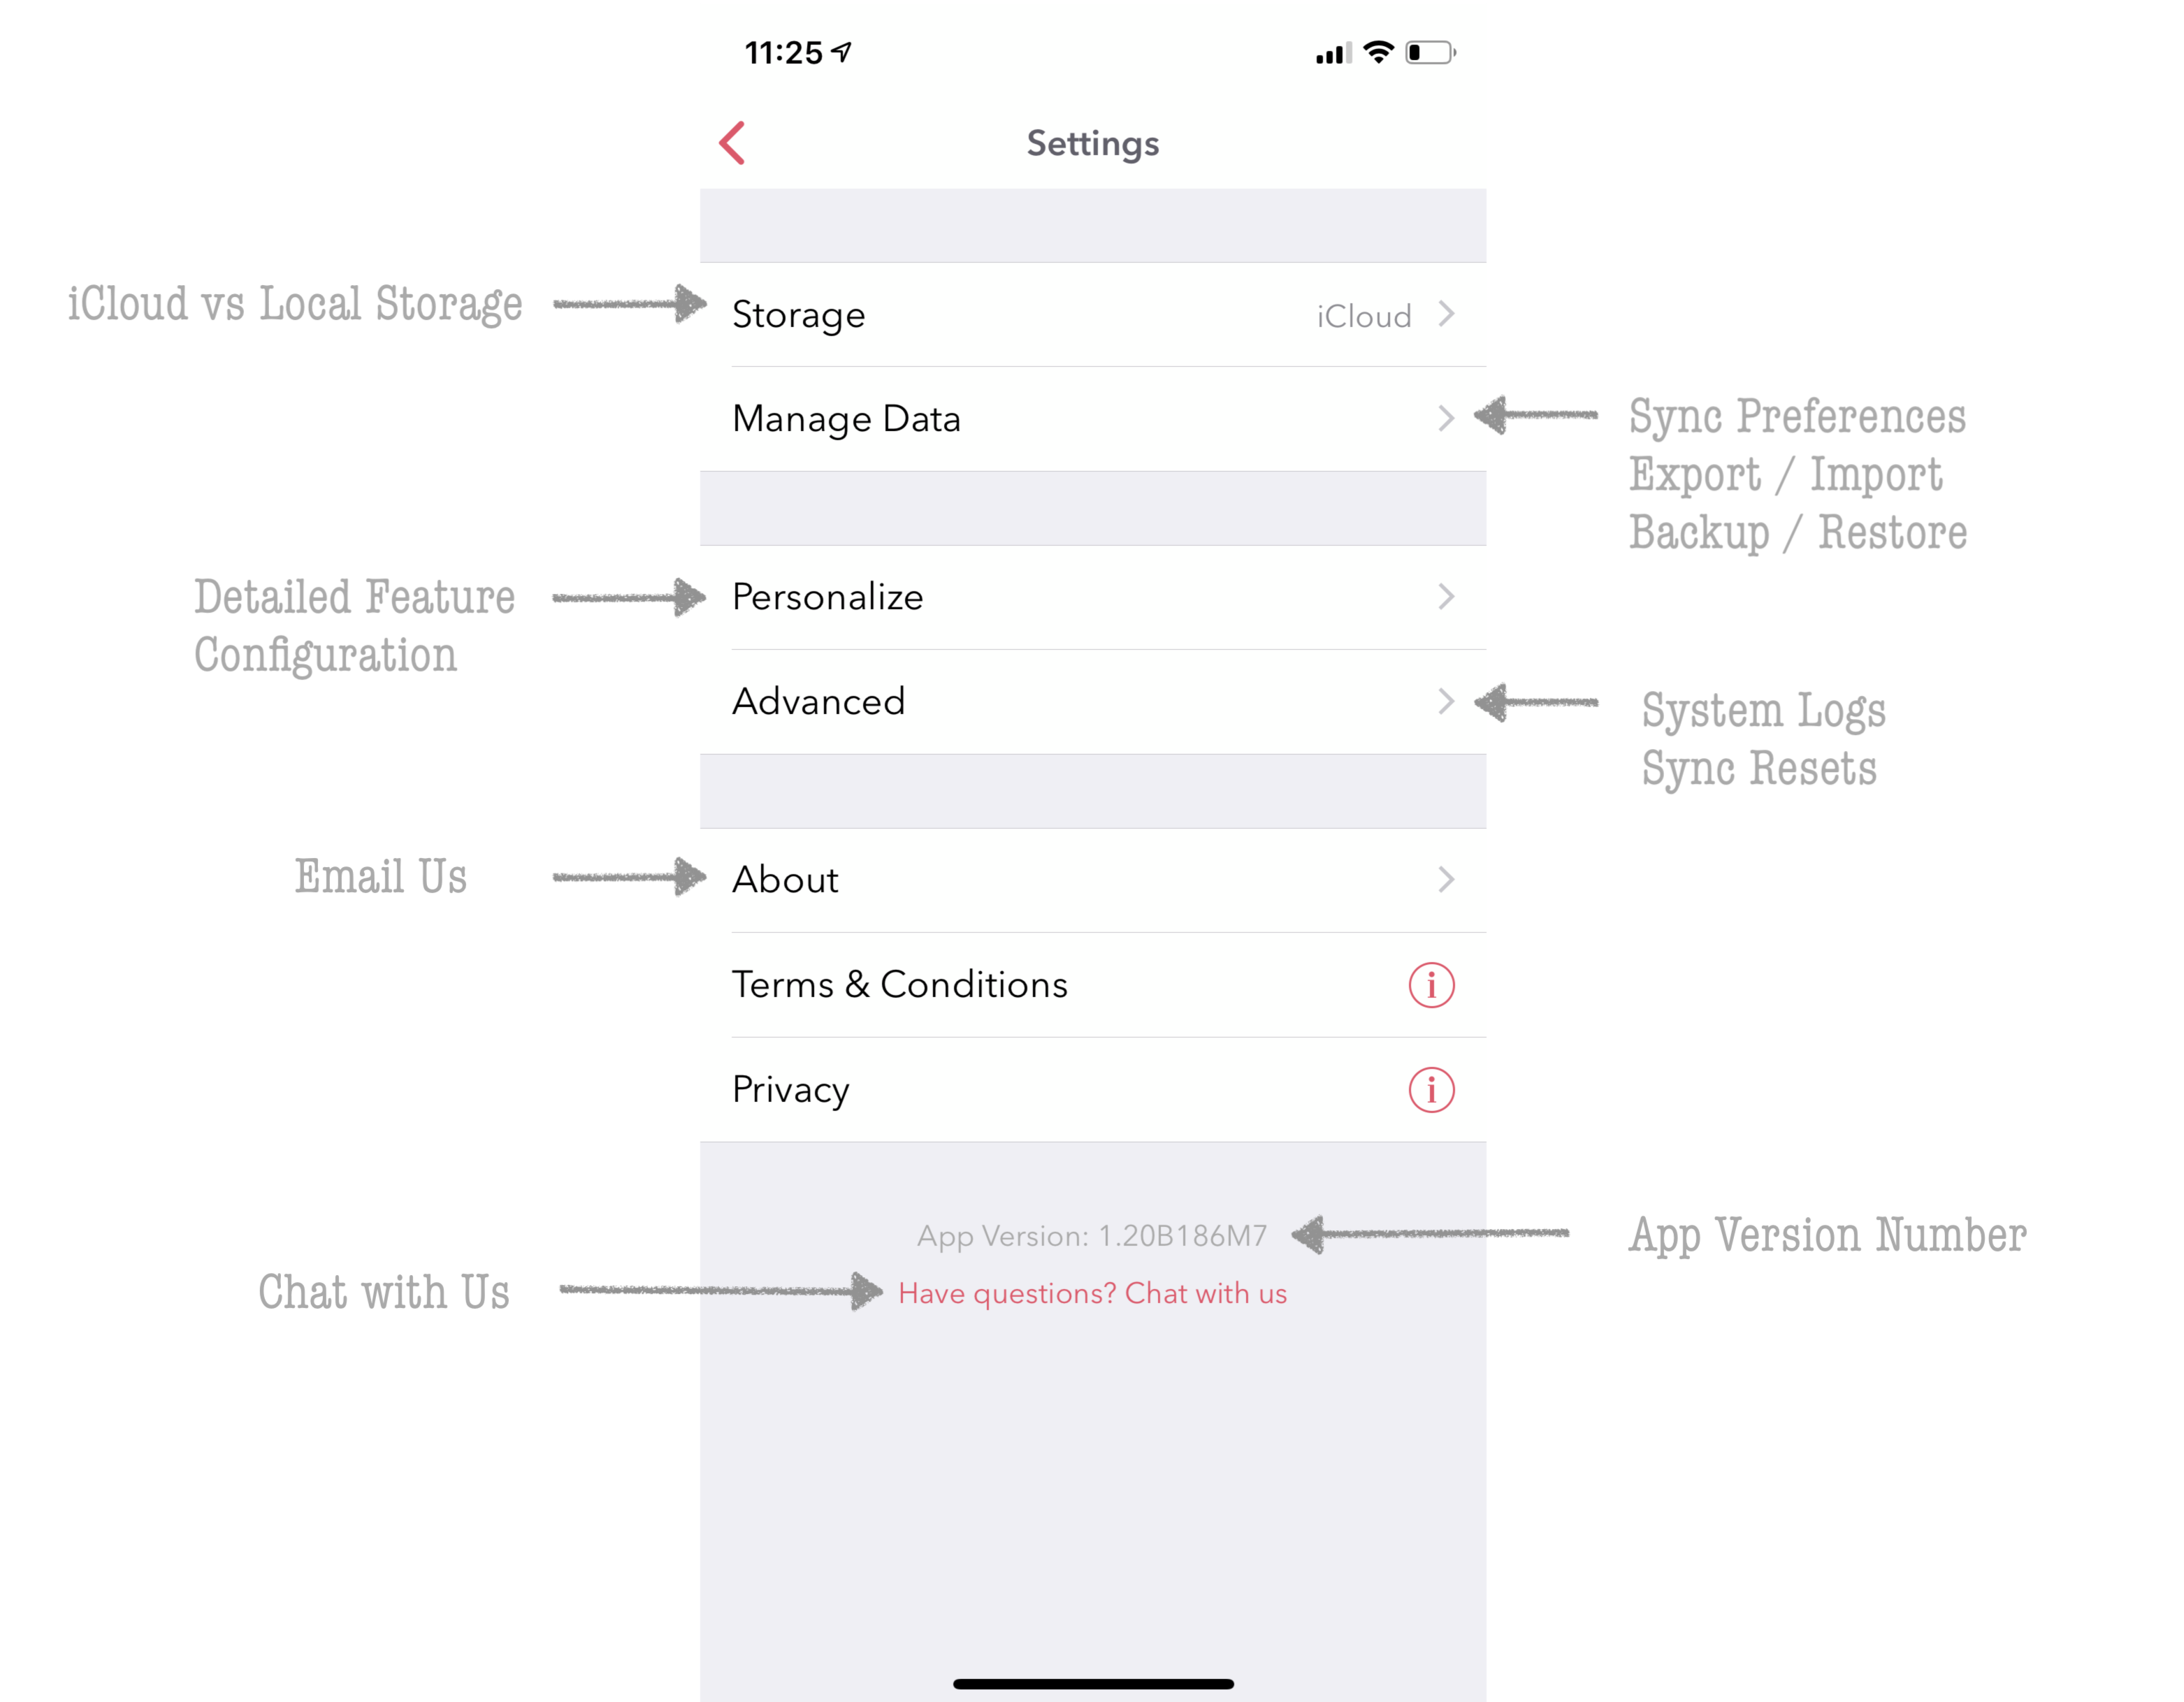 11:25
Settings
iCloud vs Local Storage
Storage
iCloud
Manage Data
Sync Preferences
Export / Import
Backup / Restore
Detailed Feature
Configuration
Personalize
Advanced
System Logs
Sync Resets
Email Us
About
Terms & Conditions
i
Privacy
i
App Version: 1.20B186M7
App Version Number
Chat with Us
Have questions? Chat with us